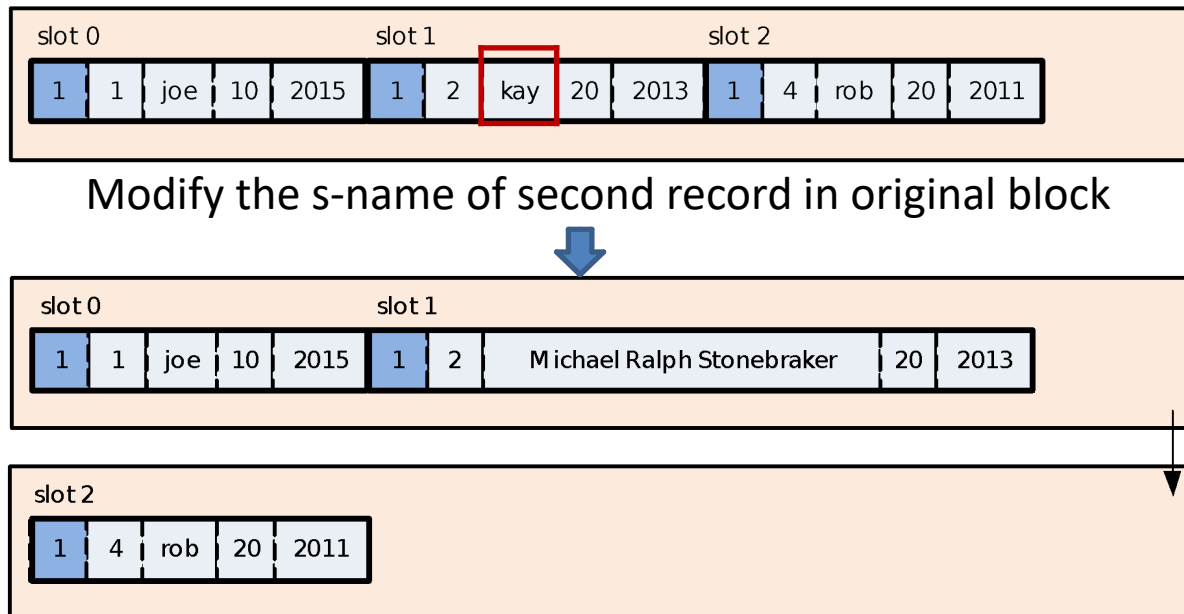 slot 0 slot 1 slot 2
1 1 joe 10 2015 1 2 kay 20 2013 1 4 rob 20 2011
Modify the s-name of second record in original block
slot 0 slot 1
1 1 joe 10 2015 1 2 Michael Ralph Stonebraker 20 2013
slot 2
1 4 rob 20 2011